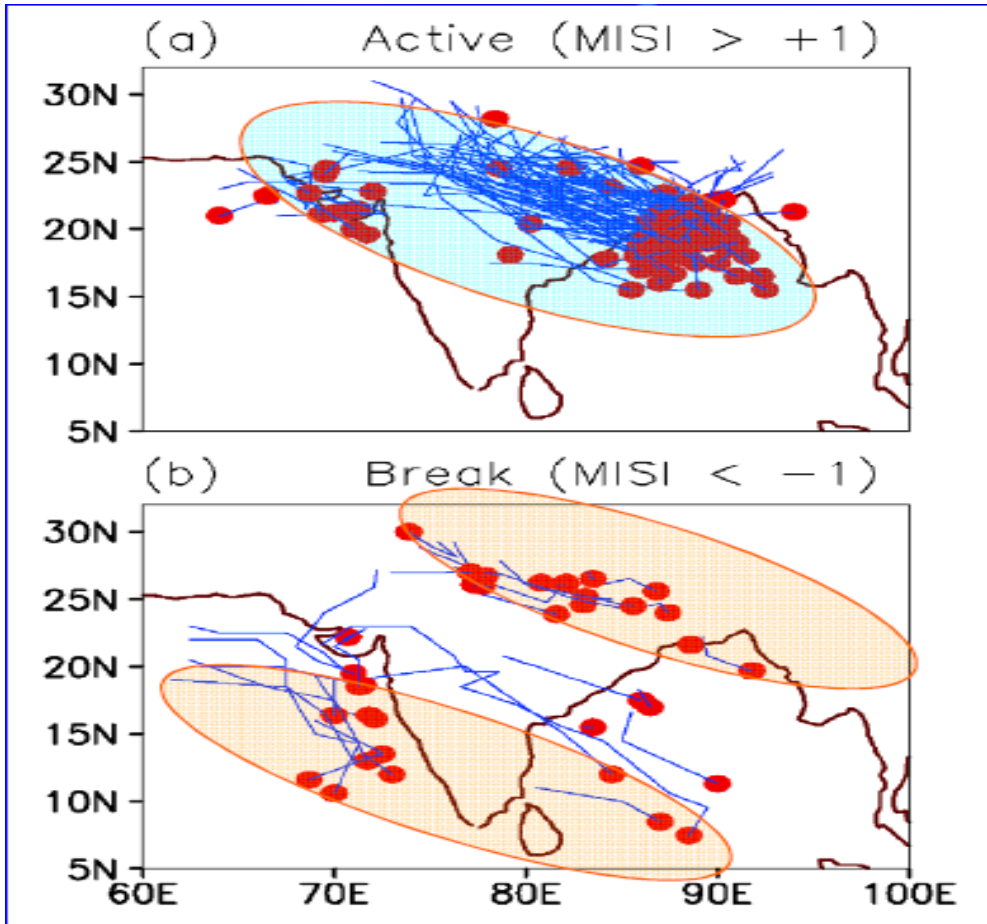 (a) Active (MISI > +1)
30N
25N
20N
15N
10N
5N
(b) Break (MISI < −1)
30N
25N
20N
15N
10N
5N
60E 70E 80E 90E 100E